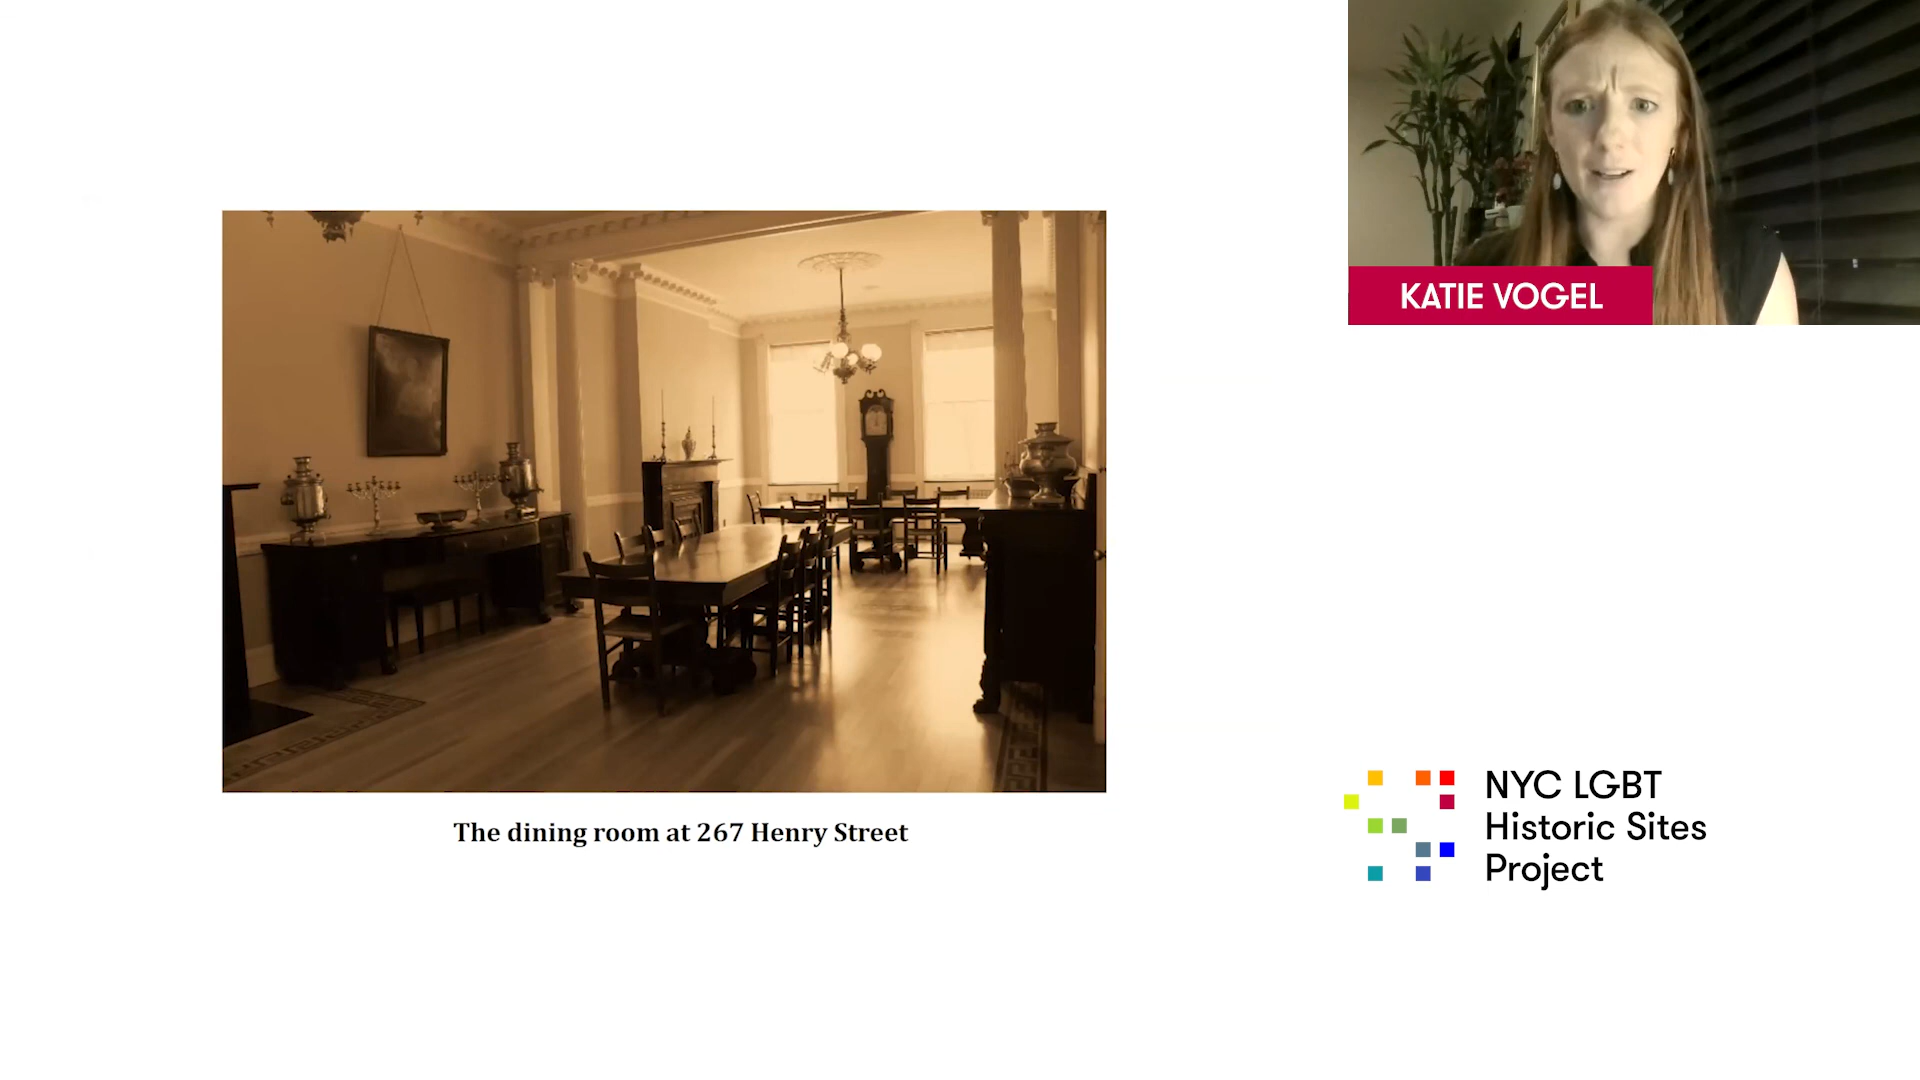 KATIE VOGEL
The dining room at 267 Henry Street
NYC LGBT
Historic Sites
Project